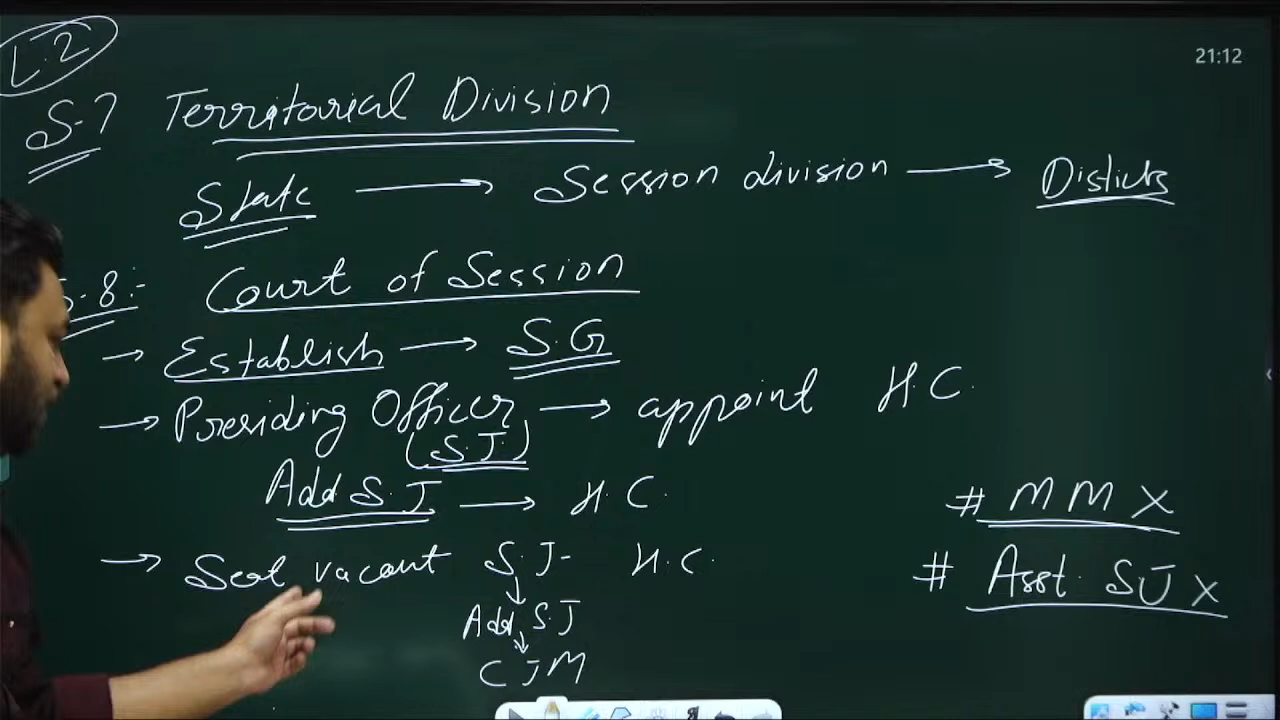 L.2
21:12
S-7 Territorial Division
State → Session division → Disticts
S-8:- Court of Session
→ Establish → S.G
→ Presiding Officer → appoint H.C.
(S.J.)
Add S.J → H.C.
# MM X
→ Seat vacant S.J- H.C.
# Asst. SJ X
↓
Add S.J
↓
CJM